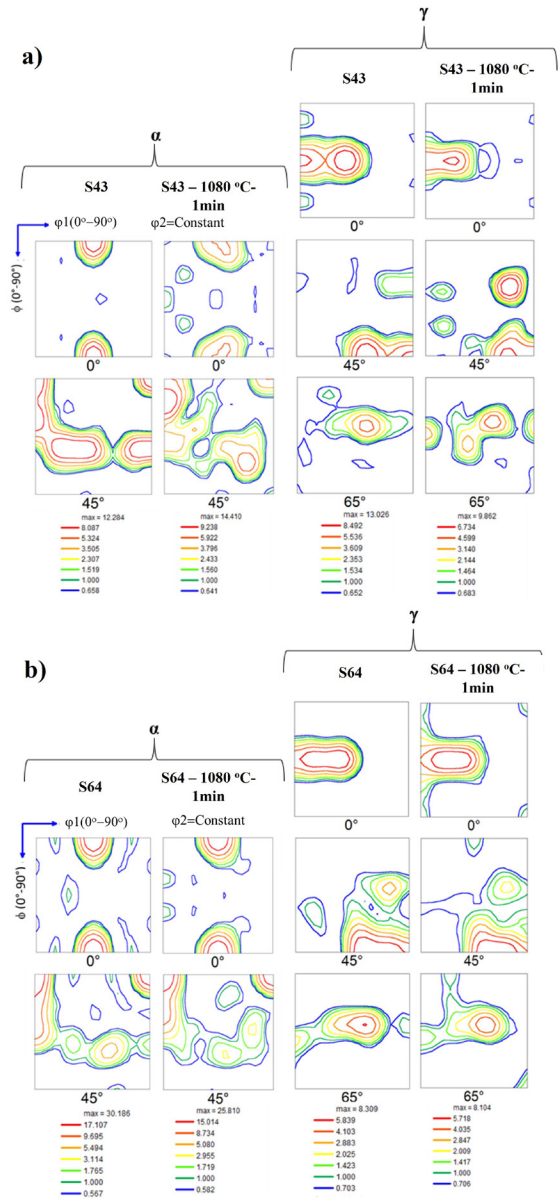 a)
γ
S43
S43 – 1080 °C-
1min
α
S43
S43 – 1080 °C-
1min
φ1(0°–90°)
φ2=Constant
ϕ (0°-90°)
0°
0°
0°
0°
45°
45°
45°
45°
65°
65°
max = 12.284
8.087
5.324
3.505
2.307
1.519
1.000
0.658
max = 14.410
9.238
5.922
3.796
2.433
1.560
1.000
0.641
max = 13.026
8.492
5.536
3.609
2.353
1.534
1.000
0.652
max = 9.862
6.734
4.599
3.140
2.144
1.464
1.000
0.683
b)
γ
S64
S64 – 1080 °C-
1min
α
S64
S64 – 1080 °C-
1min
φ1(0°–90°)
φ2=Constant
ϕ (0°-90°)
0°
0°
0°
0°
45°
45°
45°
45°
65°
65°
max = 30.186
17.107
9.695
5.494
3.114
1.765
1.000
0.567
max = 25.810
15.014
8.734
5.080
2.955
1.719
1.000
0.582
max = 8.309
5.839
4.103
2.883
2.025
1.423
1.000
0.703
max = 8.104
5.718
4.035
2.847
2.009
1.417
1.000
0.706